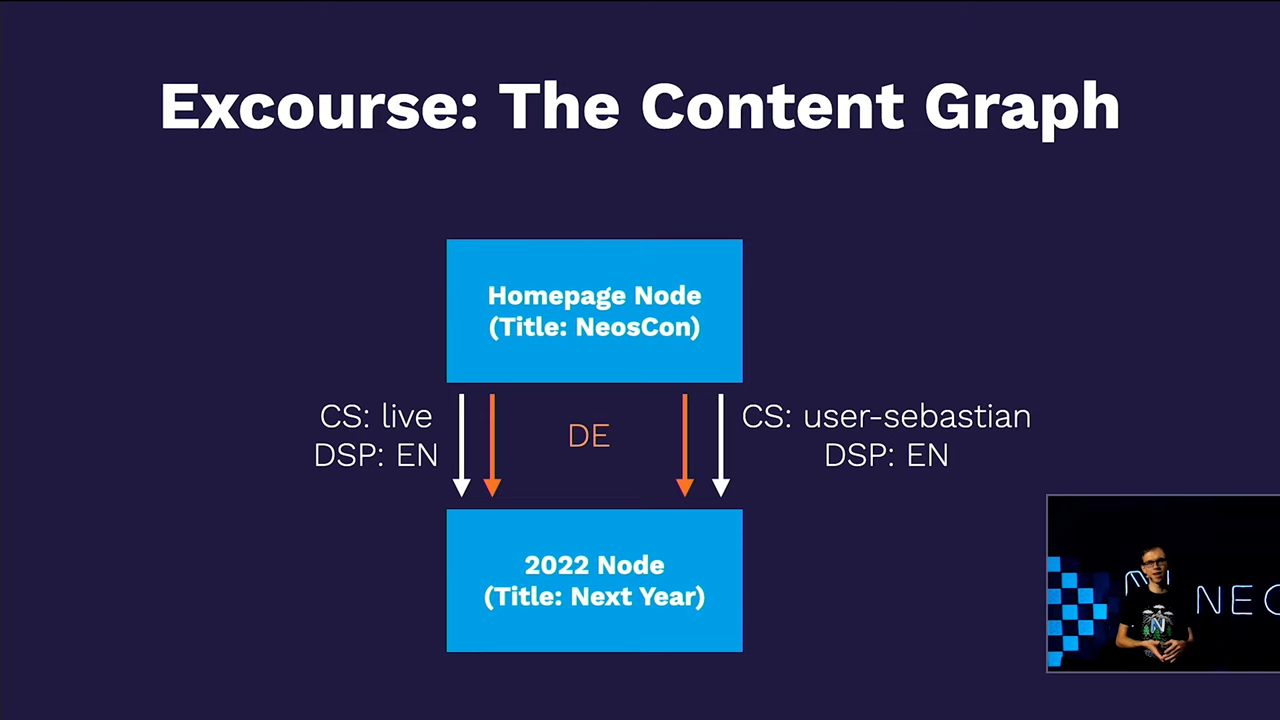 Excourse: The Content Graph
Homepage Node
(Title: NeosCon)
CS: live
DSP: EN
DE
CS: user-sebastian
DSP: EN
2022 Node
(Title: Next Year)
N
NEO